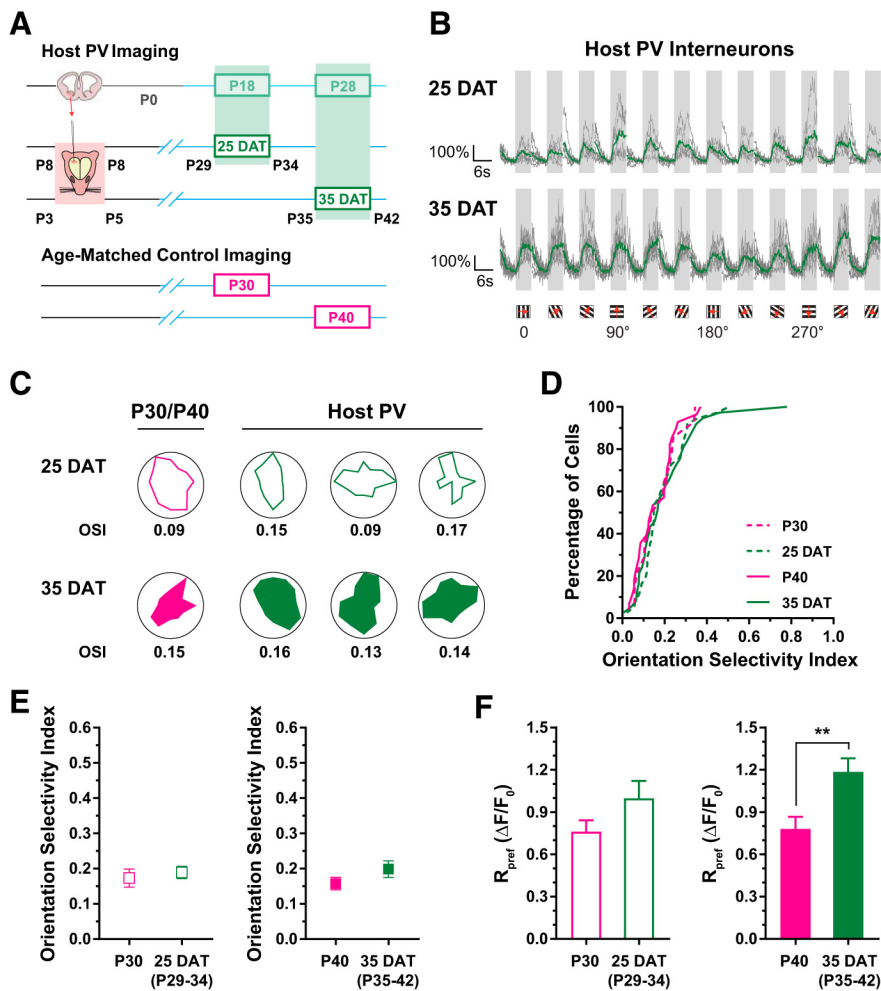 A
Host PV Imaging
P0
P18
P28
P8
P8
P29
25 DAT
P34
P3
P5
P35
35 DAT
P42
Age-Matched Control Imaging
P30
P40
B
Host PV Interneurons
25 DAT
100%
6s
35 DAT
100%
6s
0
90°
180°
270°
C
P30/P40
Host PV
25 DAT
OSI
0.09
0.15
0.09
0.17
35 DAT
OSI
0.15
0.16
0.13
0.14
D
Percentage of Cells
100
80
60
40
20
0
P30
25 DAT
P40
35 DAT
0.0
0.2
0.4
0.6
0.8
1.0
Orientation Selectivity Index
E
Orientation Selectivity Index
0.6
0.5
0.4
0.3
0.2
0.1
0.0
P30
25 DAT
(P29-34)
Orientation Selectivity Index
0.6
0.5
0.4
0.3
0.2
0.1
0.0
P40
35 DAT
(P35-42)
F
Rpref (ΔF/F0)
1.5
1.2
0.9
0.6
0.3
0.0
P30
25 DAT
(P29-34)
Rpref (ΔF/F0)
1.5
1.2
0.9
0.6
0.3
0.0
**
P40
35 DAT
(P35-42)